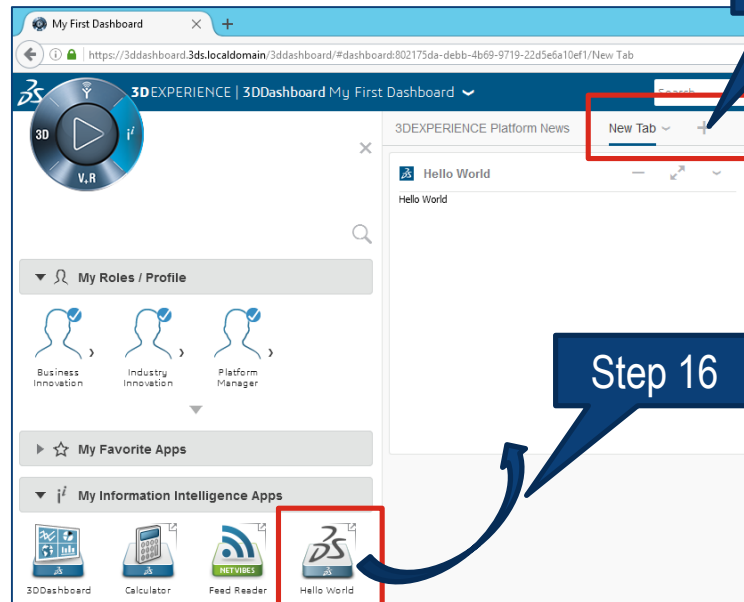 My First Dashboard
https://3ddashboard.3ds.localdomain/3ddashboard/#dashboard:802175da-debb-4b69-9719-22d5e6a10ef1/New Tab
3DEXPERIENCE | 3DDashboard My First Dashboard
Search
3D
V,R
3DEXPERIENCE Platform News
New Tab
Hello World
Hello World
My Roles / Profile
Business
Innovation
Industry
Innovation
Platform
Manager
Step 16
My Favorite Apps
My Information Intelligence Apps
NETVIBES
3DDashboard
Calculator
Feed Reader
Hello World